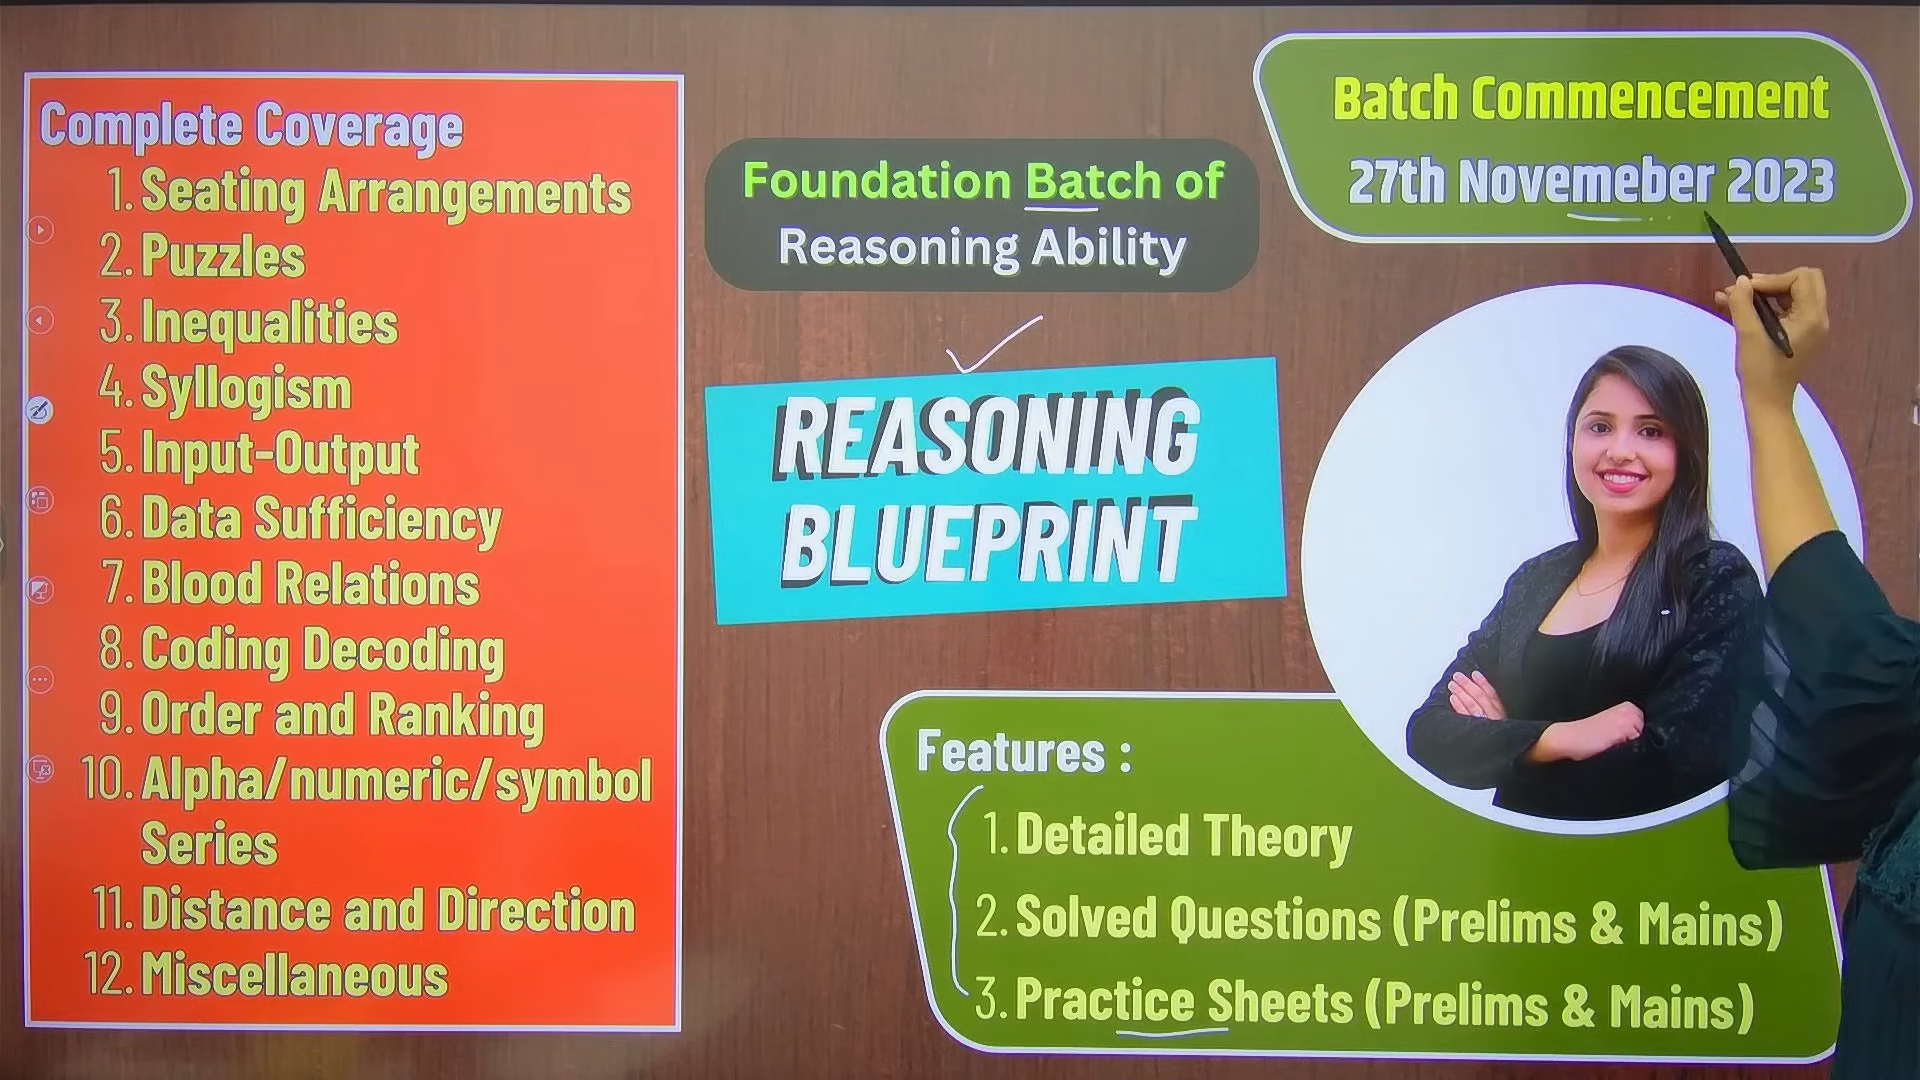 Complete Coverage
1. Seating Arrangements
2. Puzzles
3. Inequalities
4. Syllogism
5. Input-Output
6. Data Sufficiency
7. Blood Relations
8. Coding Decoding
9. Order and Ranking
10. Alpha/numeric/symbol
Series
11. Distance and Direction
12. Miscellaneous
Foundation Batch of
Reasoning Ability
REASONING
BLUEPRINT
Batch Commencement
27th Novemeber 2023
Features :
1. Detailed Theory
2. Solved Questions (Prelims & Mains)
3. Practice Sheets (Prelims & Mains)